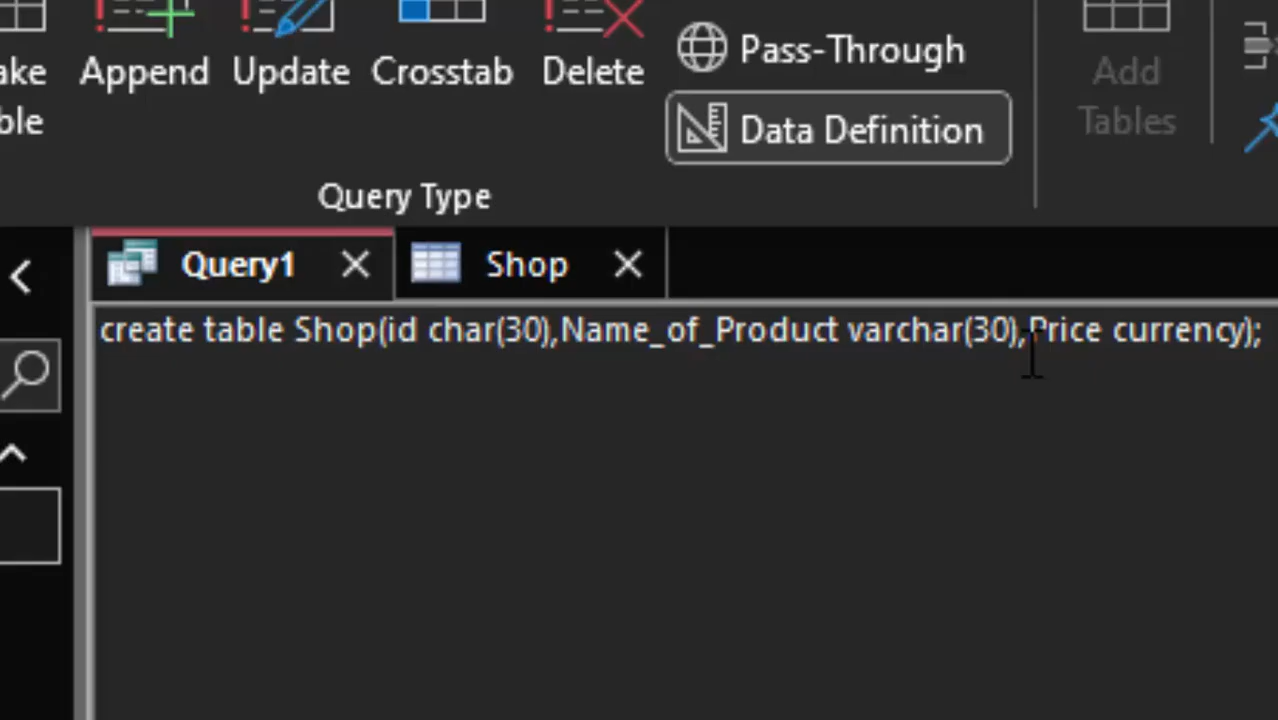 ake
ble
Append
Update
Crosstab
Delete
Pass-Through
Data Definition
Add
Tables
Query Type
Query1
Shop
create table Shop(id char(30),Name_of_Product varchar(30),Price currency);